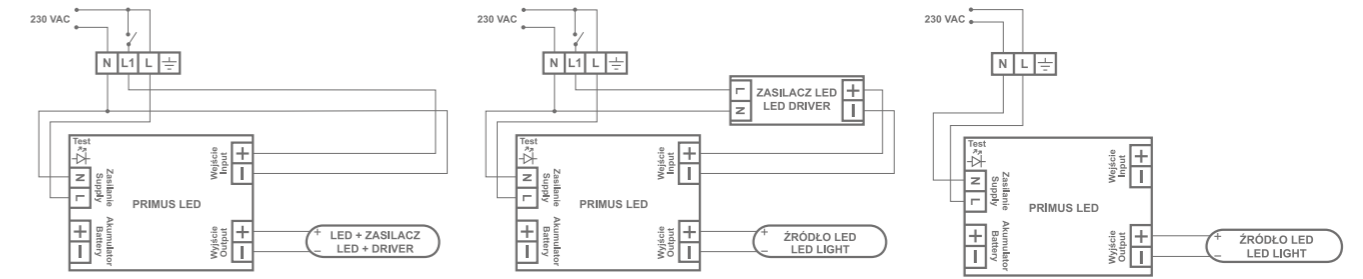 230 VAC
N L1 L
Test
N
L
Zasilanie
Supply
Akumulator
Battery
PRIMUS LED
Wejście
Input
+
−
Wyjście
Output
+
−
+
−
+ LED + ZASILACZ
− LED + DRIVER
230 VAC
N L1 L
L
N
ZASILACZ LED
LED DRIVER
+
−
Test
N
L
Zasilanie
Supply
Akumulator
Battery
PRIMUS LED
Wejście
Input
+
−
Wyjście
Output
+
−
+
−
+ ŹRÓDŁO LED
− LED LIGHT
230 VAC
N L
Test
N
L
Zasilanie
Supply
Akumulator
Battery
PRIMUS LED
Wejście
Input
+
−
Wyjście
Output
+
−
+
−
+ ŹRÓDŁO LED
− LED LIGHT